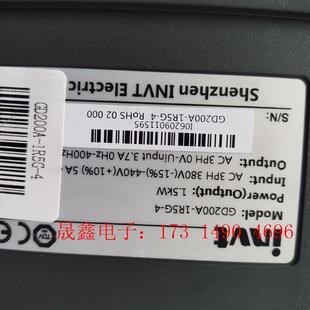 invt
Model: GD200A-1R5G-4
Power(Output): 1.5kW
Input: AC 3PH 380V(-15%)-440V(+10%) 5A
Output: AC 3PH 0V-Uinput 3.7A 0Hz-400Hz
S/N:
GD200A-1R5G-4 RoHS 02 000
Shenzhen INVT Electric
GD200A-1R5G-4
晟鑫电子：173 1490 4696